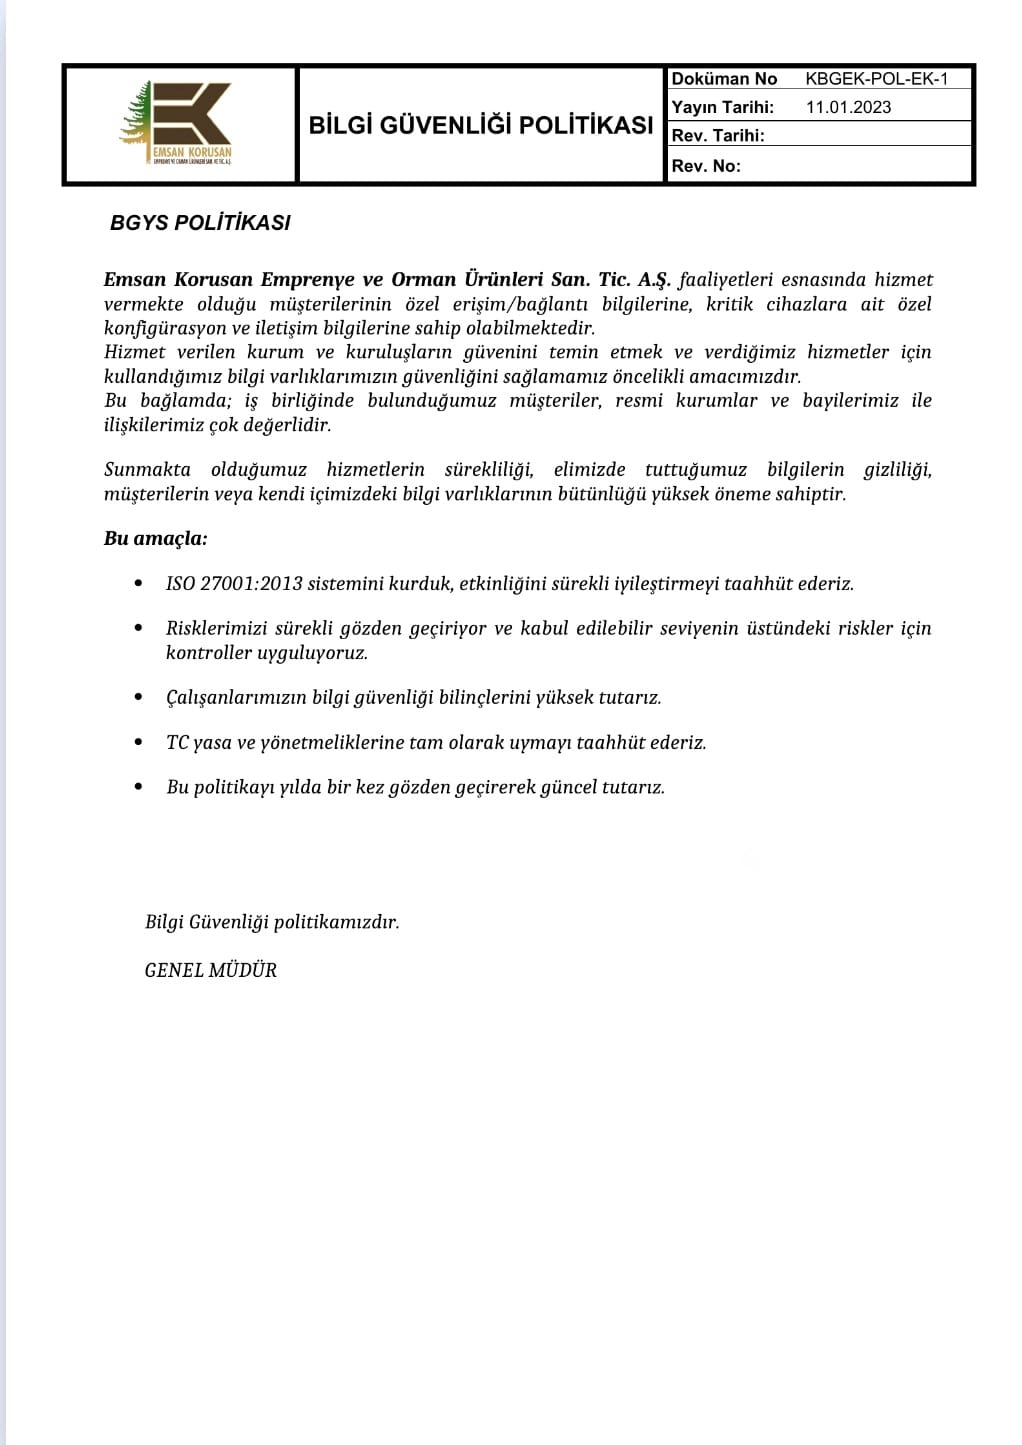 EMSAN KORUSAN
EMPRENYE VE ORMAN ÜRÜNLERİ SAN. VE TİC. A.Ş.
BİLGİ GÜVENLİĞİ POLİTİKASI
Doküman No KBGEK-POL-EK-1
Yayın Tarihi: 11.01.2023
Rev. Tarihi:
Rev. No:
BGYS POLİTİKASI
Emsan Korusan Emprenye ve Orman Ürünleri San. Tic. A.Ş. faaliyetleri esnasında hizmet
vermekte olduğu müşterilerinin özel erişim/bağlantı bilgilerine, kritik cihazlara ait özel
konfigürasyon ve iletişim bilgilerine sahip olabilmektedir.
Hizmet verilen kurum ve kuruluşların güvenini temin etmek ve verdiğimiz hizmetler için
kullandığımız bilgi varlıklarımızın güvenliğini sağlamamız öncelikli amacımızdır.
Bu bağlamda; iş birliğinde bulunduğumuz müşteriler, resmi kurumlar ve bayilerimiz ile
ilişkilerimiz çok değerlidir.
Sunmakta olduğumuz hizmetlerin sürekliliği, elimizde tuttuğumuz bilgilerin gizliliği,
müşterilerin veya kendi içimizdeki bilgi varlıklarının bütünlüğü yüksek öneme sahiptir.
Bu amaçla:
• ISO 27001:2013 sistemini kurduk, etkinliğini sürekli iyileştirmeyi taahhüt ederiz.
• Risklerimizi sürekli gözden geçiriyor ve kabul edilebilir seviyenin üstündeki riskler için
kontroller uyguluyoruz.
• Çalışanlarımızın bilgi güvenliği bilinçlerini yüksek tutarız.
• TC yasa ve yönetmeliklerine tam olarak uymayı taahhüt ederiz.
• Bu politikayı yılda bir kez gözden geçirerek güncel tutarız.
Bilgi Güvenliği politikamızdır.
GENEL MÜDÜR